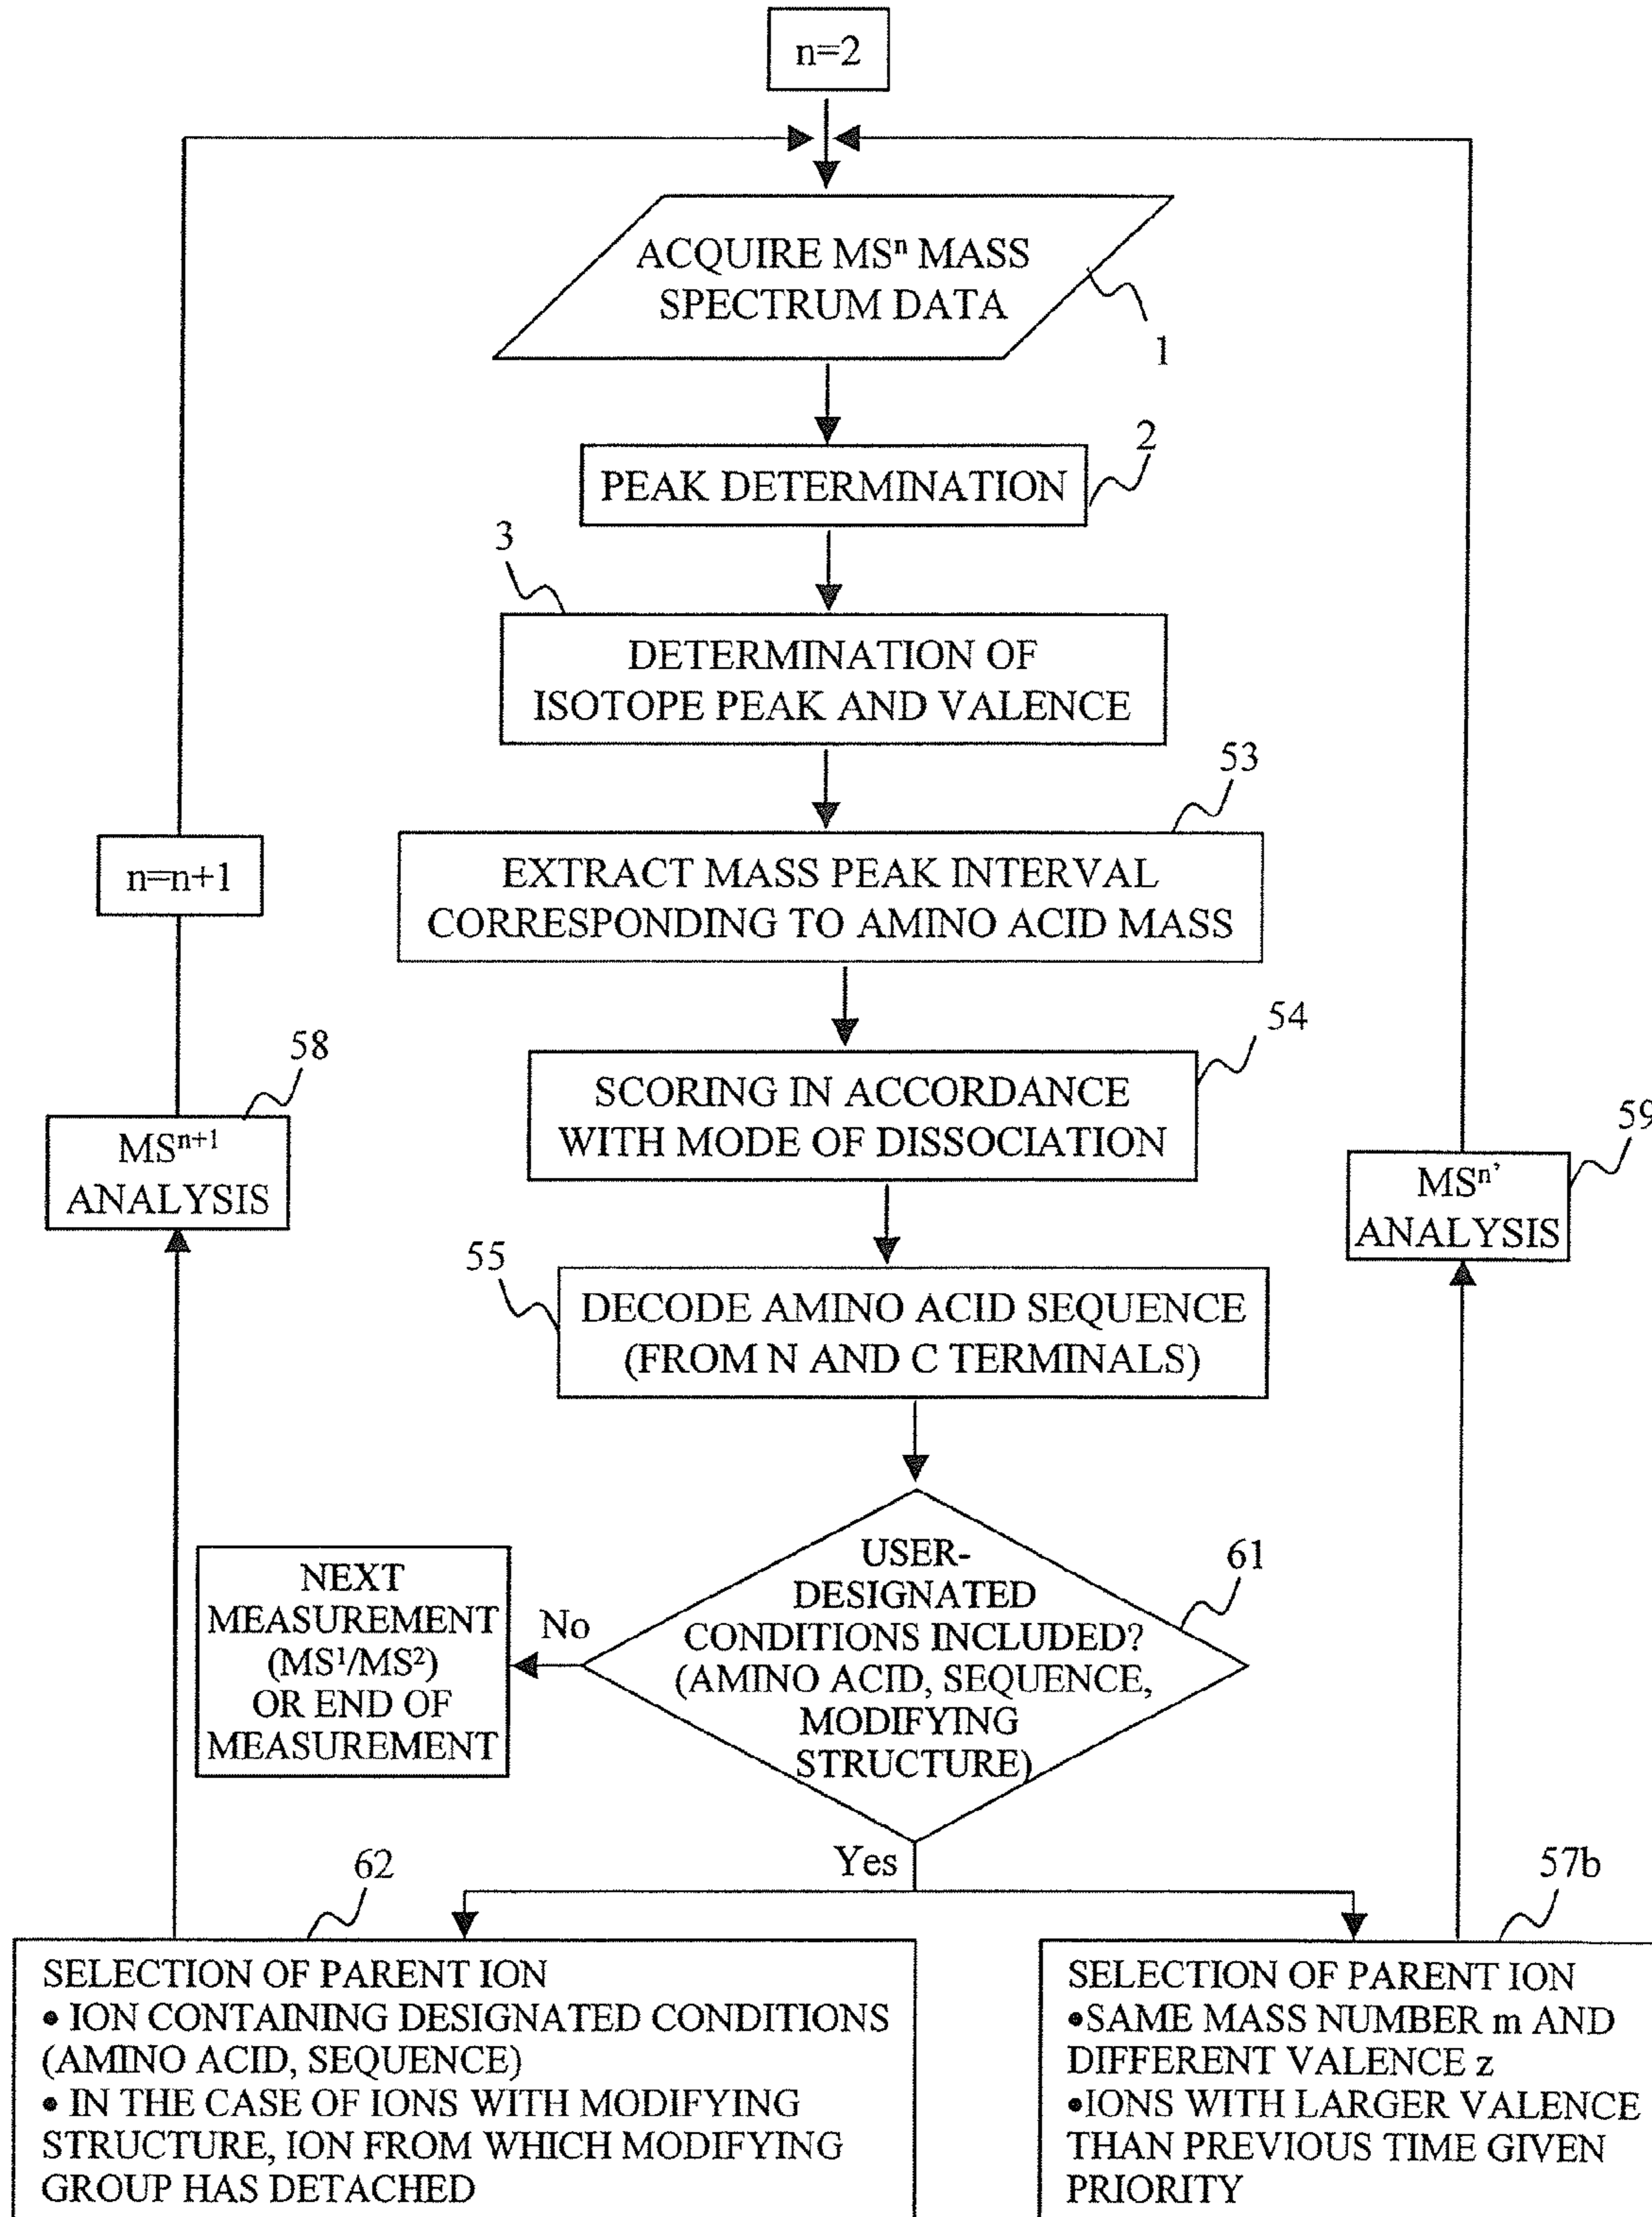 n=2
ACQUIRE MSⁿ MASS
SPECTRUM DATA
1
PEAK DETERMINATION
2
3
DETERMINATION OF
ISOTOPE PEAK AND VALENCE
53
EXTRACT MASS PEAK INTERVAL
CORRESPONDING TO AMINO ACID MASS
n=n+1
54
SCORING IN ACCORDANCE
WITH MODE OF DISSOCIATION
58
MSⁿ⁺¹
ANALYSIS
59
MSⁿ’
ANALYSIS
55
DECODE AMINO ACID SEQUENCE
(FROM N AND C TERMINALS)
61
USER-
DESIGNATED
CONDITIONS INCLUDED?
(AMINO ACID, SEQUENCE,
MODIFYING
STRUCTURE)
No
NEXT
MEASUREMENT
(MS¹/MS²)
OR END OF
MEASUREMENT
Yes
62
SELECTION OF PARENT ION
• ION CONTAINING DESIGNATED CONDITIONS
(AMINO ACID, SEQUENCE)
• IN THE CASE OF IONS WITH MODIFYING
STRUCTURE, ION FROM WHICH MODIFYING
GROUP HAS DETACHED
57b
SELECTION OF PARENT ION
•SAME MASS NUMBER m AND
DIFFERENT VALENCE z
•IONS WITH LARGER VALENCE
THAN PREVIOUS TIME GIVEN
PRIORITY